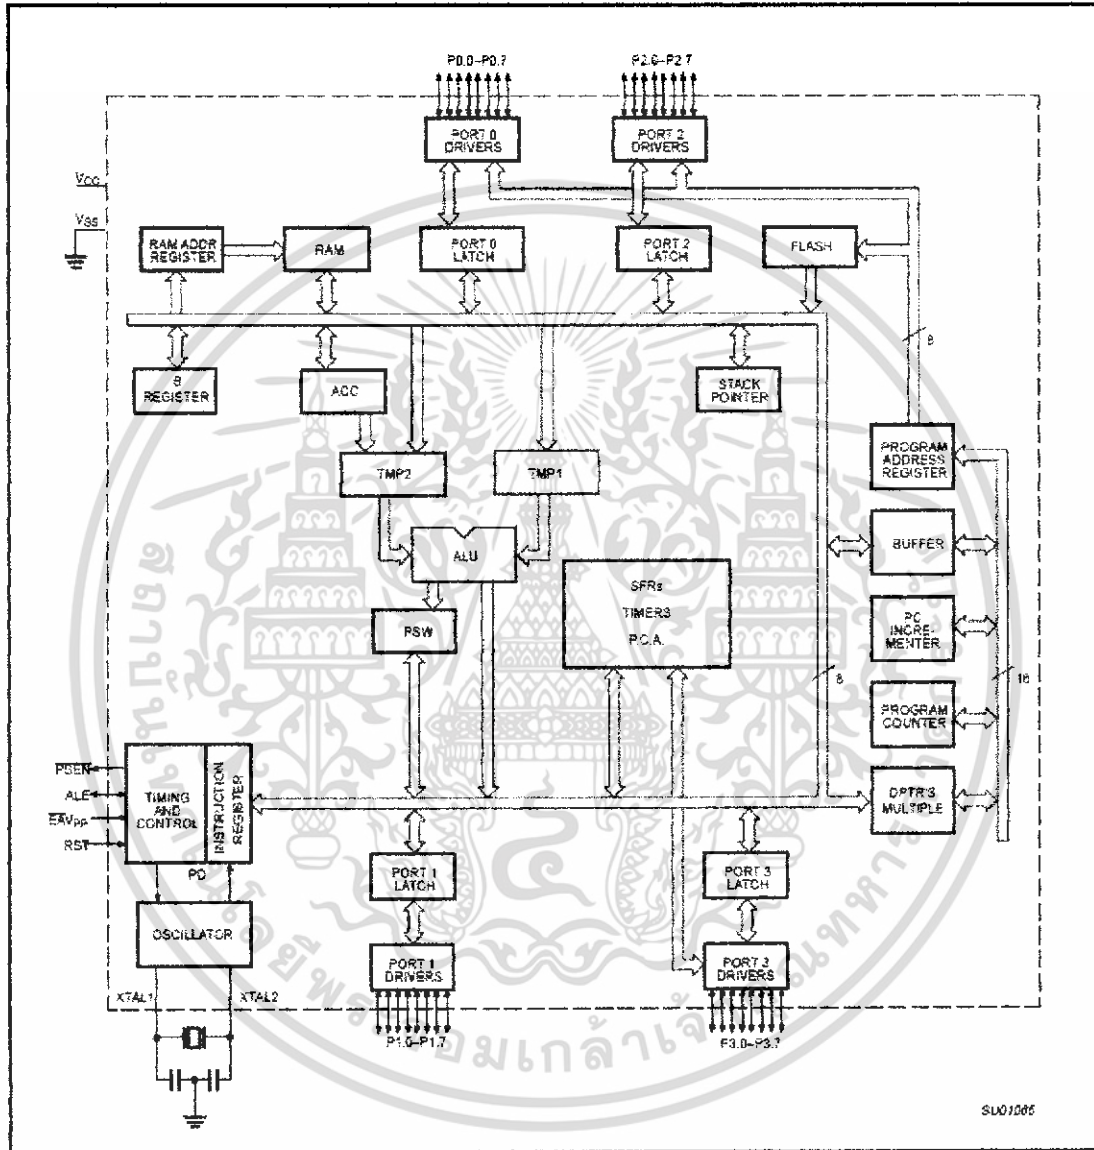 P0.0–P0.7
P2.0–P2.7
PORT 0
DRIVERS
PORT 2
DRIVERS
VCC
VSS
RAM ADDR
REGISTER
RAM
PORT 0
LATCH
PORT 2
LATCH
FLASH
8
B
REGISTER
ACC
STACK
POINTER
PROGRAM
ADDRESS
REGISTER
TMP2
TMP1
ALU
BUFFER
SFRs
TIMERS
P.C.A.
PSW
PC
INCRE-
MENTER
8
16
PROGRAM
COUNTER
PSEN
ALE
EAVPP
RST
TIMING
AND
CONTROL
INSTRUCTION
REGISTER
DPTR'S
MULTIPLE
PD
PORT 1
LATCH
PORT 3
LATCH
OSCILLATOR
PORT 1
DRIVERS
PORT 3
DRIVERS
XTAL1
XTAL2
P1.0–P1.7
P3.0–P3.7
SU01065